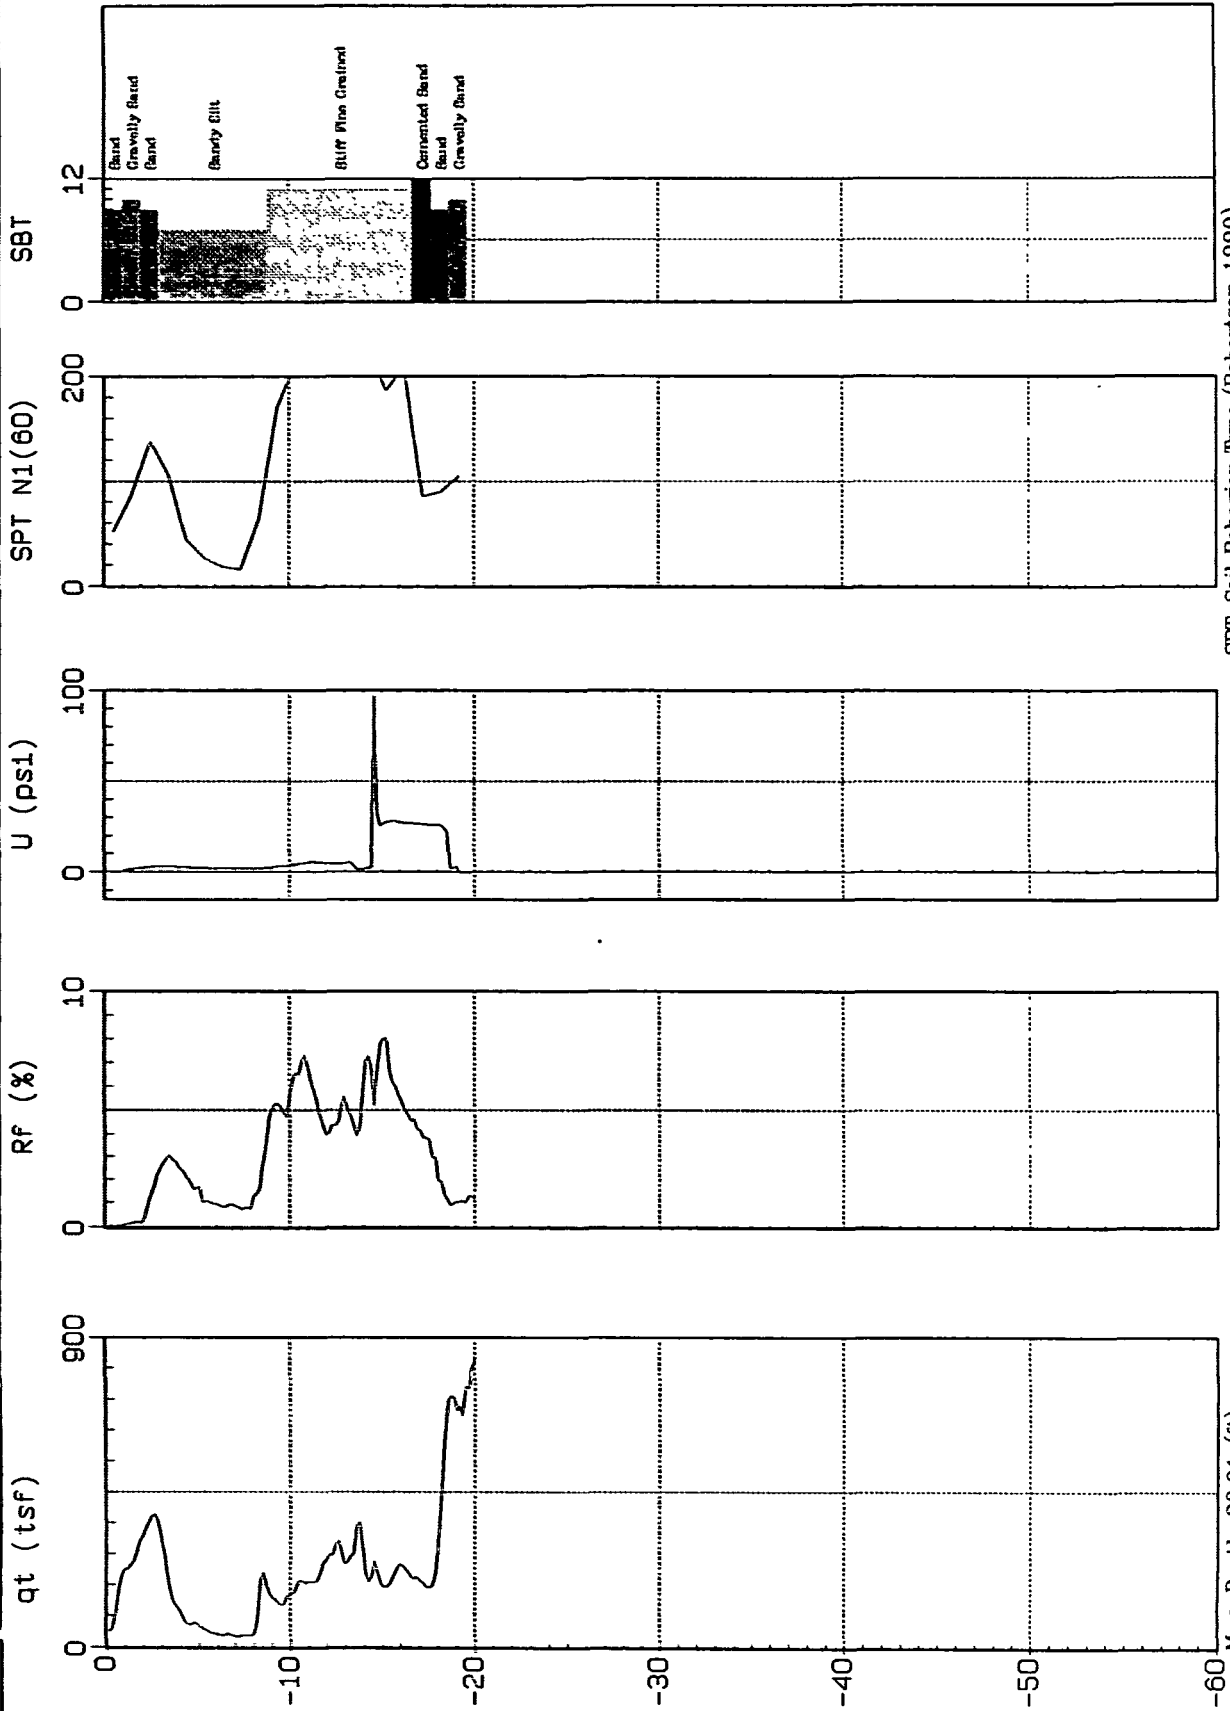 qt (tsf)
Rf (%)
U (psi)
SPT N1(60)
SBT
0
900
0
10
0
100
0
200
0
12
0
-10
-20
-30
-40
-50
-60
Sand
Gravelly Sand
Sand
Sandy Silt
Stiff Fine Grained
Cemented Sand
Sand
Gravelly Sand